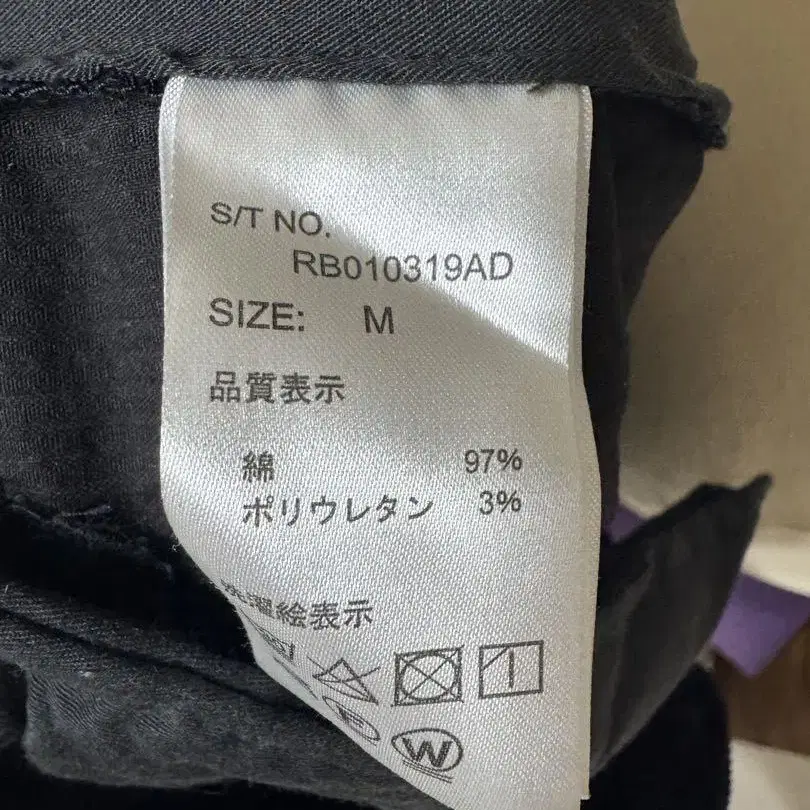 S/T NO.
RB010319AD
SIZE: M
品質表示
綿 97%
ポリウレタン 3%
洗濯絵表示
W